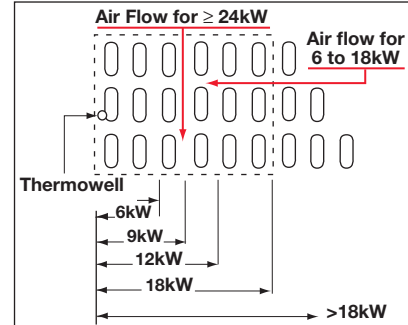 Air Flow for ≥ 24kW
Air flow for
6 to 18kW
Thermowell
6kW
9kW
12kW
18kW
>18kW